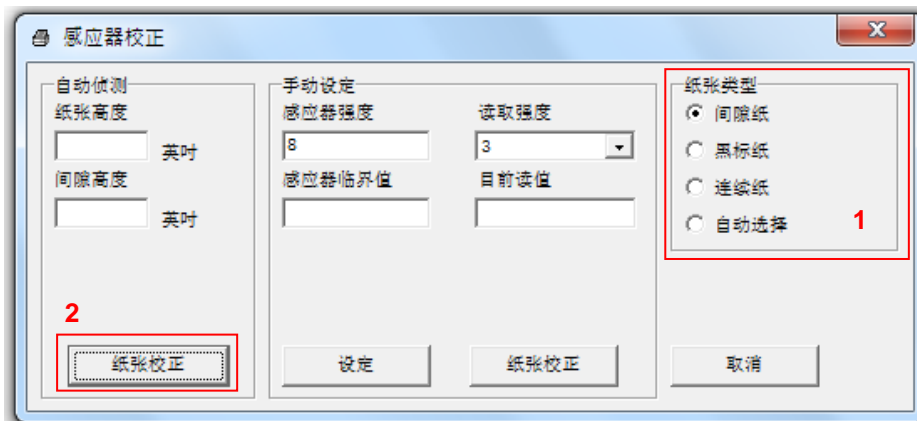 感应器校正
自动侦测
纸张高度
英吋
间隙高度
英吋
2
纸张校正
手动设定
感应器强度
读取强度
8
3
感应器临界值
目前读值
设定
纸张校正
纸张类型
间隙纸
黑标纸
连续纸
自动选择
1
取消